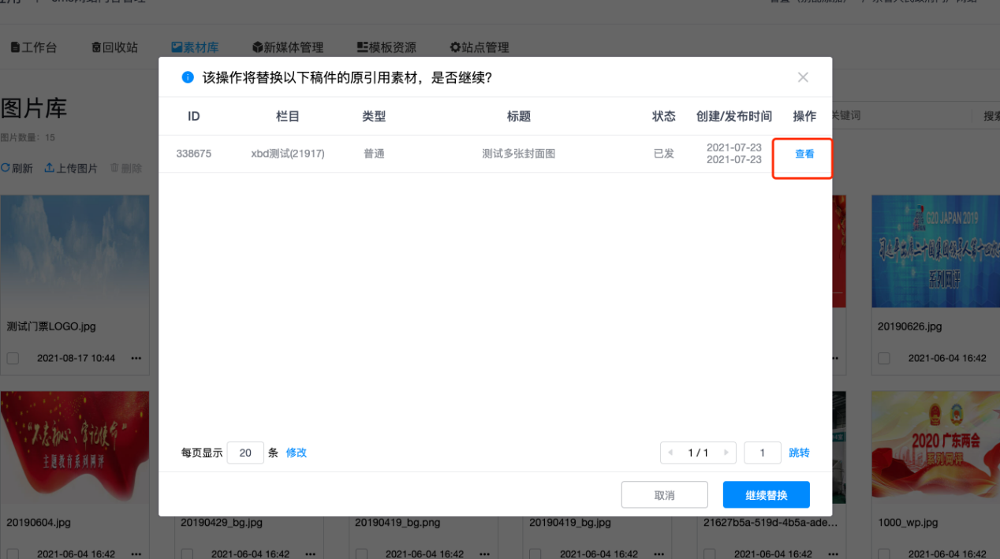 工作台 回收站 素材库 新媒体管理 模板资源 站点管理
该操作将替换以下稿件的原引用素材，是否继续?
图片库
ID 栏目 类型 标题 状态 创建/发布时间 操作
关键词 搜索
图片数量：15
338675 xbd测试(21917) 普通 测试多张封面图 已发 2021-07-23 查看
2021-07-23
刷新 上传图片 删除
G20 JAPAN 2019
系列网评
测试门票LOGO.jpg
20190626.jpg
2021-08-17 10:44
2021-06-04 16:42
"不忘初心、牢记使命"
主题教育系列网评
2020 广东两会
系列网评
每页显示 20 条 修改
1 / 1 1 跳转
取消 继续替换
20190604.jpg 20190429_bg.jpg 20190419_bg.png 20190419_bg.jpg 21627b5a-519d-4b5a-ade... 1000_wp.jpg
2021-06-04 16:42 2021-06-04 16:42 2021-06-04 16:42 2021-06-04 16:42 2021-06-04 16:42 2021-06-04 16:42